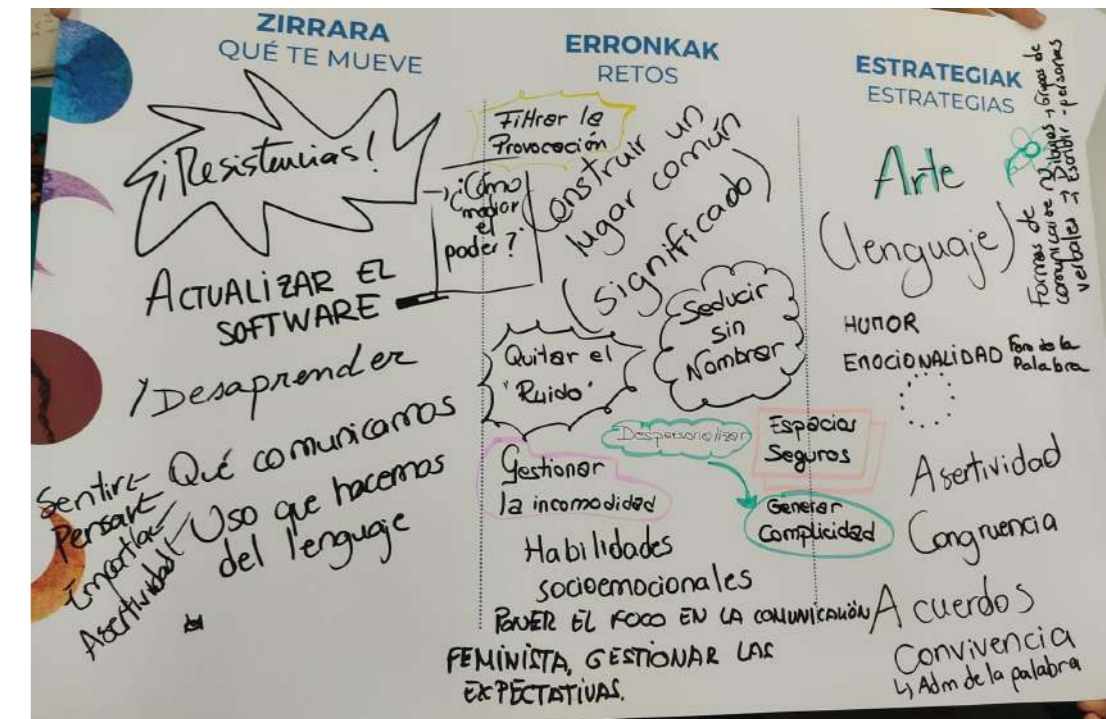 ZIRRARA
QUÉ TE MUEVE
¡Resistencias!
ACTUALIZAR EL
SOFTWARE
Desaprender
Sentir
Pensar
Asertividad
Qué comunicamos
Uso que hacemos
del lenguaje
ERRONKAK
RETOS
Filtrar la
Provocación
→¿Cómo
mediar
el
poder?
Construir un
lugar común
(significado)
Quitar el
'Ruido'
Seducir
sin
Nombrar
Despersonalizar
Espacios
Seguros
Generar
Complicidad
Gestionar
la incomodidad
Habilidades
socioemocionales
PONER EL FOCO EN LA COMUNICACIÓN
FEMINISTA, GESTIONAR LAS
EXPECTATIVAS.
ESTRATEGIAK
ESTRATEGIAS
Arte
(lenguaje)
Formas de
comunicarse
verbales
Dibujos → Grupos de
Escribir - personas
HUMOR
EMOCIONALIDAD
de la
Palabra
Asertividad
Congruencia
Acuerdos
Convivencia
↳ Adm de la palabra